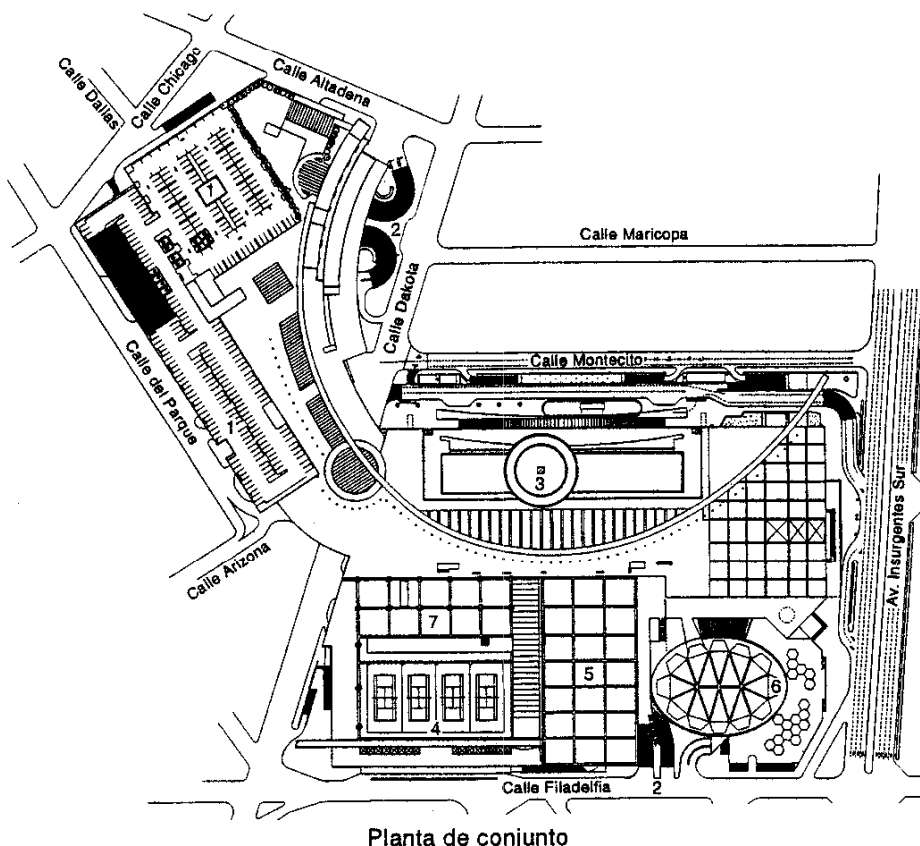 Calle Dallas
Calle Chicago
Calle Altadena
1
2
Calle Maricopa
Calle Dakota
Calle Montecito
Calle del Parque
1
3
Av. Insurgentes Sur
Calle Arizona
7
5
6
4
Calle Filadelfia
2
Planta de conjunto